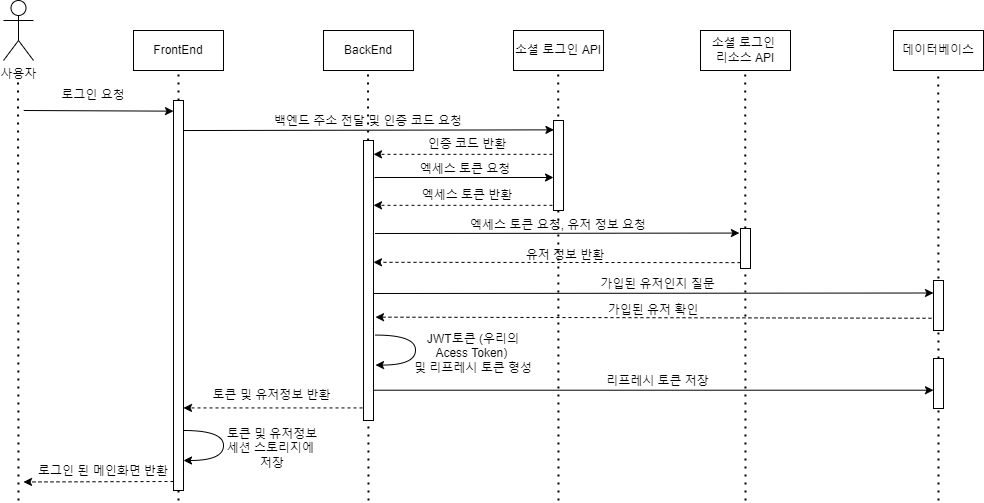 사용자
FrontEnd
BackEnd
소셜 로그인 API
소셜 로그인
리소스 API
데이터베이스
로그인 요청
백엔드 주소 전달 및 인증 코드 요청
인증 코드 반환
엑세스 토큰 요청
엑세스 토큰 반환
엑세스 토큰 요청, 유저 정보 요청
유저 정보 반환
가입된 유저인지 질문
가입된 유저 확인
JWT토큰 (우리의
Acess Token)
및 리프레시 토큰 형성
리프레시 토큰 저장
토큰 및 유저정보 반환
토큰 및 유저정보
세션 스토리지에
저장
로그인 된 메인화면 반환